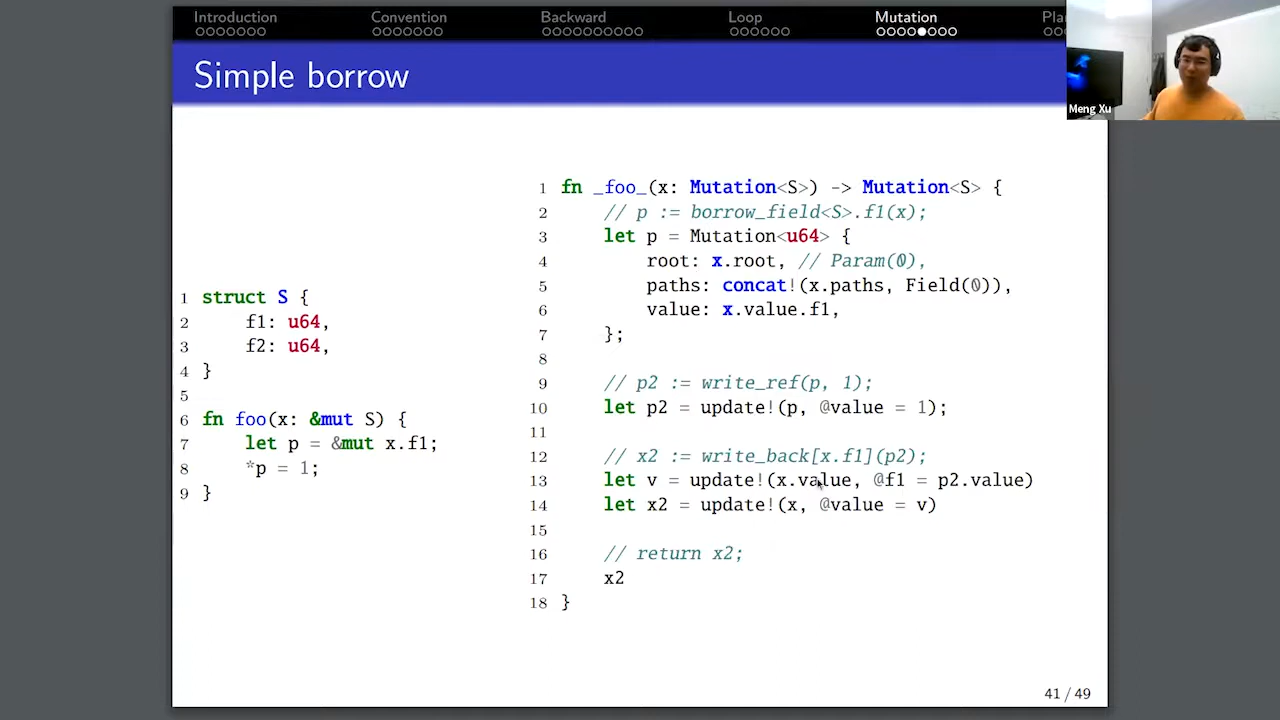 Introduction Convention Backward Loop Mutation
Simple borrow
Meng Xu
1 struct S {
2 f1: u64,
3 f2: u64,
4 }
5
6 fn foo(x: &mut S) {
7 let p = &mut x.f1;
8 *p = 1;
9 }
1 fn _foo_(x: Mutation<S>) -> Mutation<S> {
2 // p := borrow_field<S>.f1(x);
3 let p = Mutation<u64> {
4 root: x.root, // Param(0),
5 paths: concat!(x.paths, Field(0)),
6 value: x.value.f1,
7 };
8
9 // p2 := write_ref(p, 1);
10 let p2 = update!(p, @value = 1);
11
12 // x2 := write_back[x.f1](p2);
13 let v = update!(x.value, @f1 = p2.value)
14 let x2 = update!(x, @value = v)
15
16 // return x2;
17 x2
18 }
41 / 49